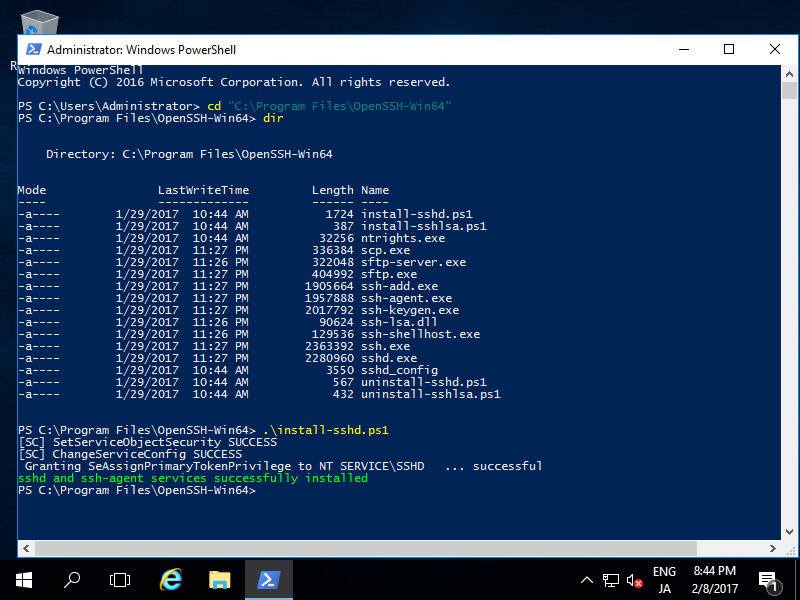 Administrator: Windows PowerShell
R
Windows PowerShell
Copyright (C) 2016 Microsoft Corporation. All rights reserved.
PS C:\Users\Administrator> cd "C:\Program Files\OpenSSH-Win64"
PS C:\Program Files\OpenSSH-Win64> dir
Directory: C:\Program Files\OpenSSH-Win64
Mode LastWriteTime Length Name
---- ------------- ------ ----
-a---- 1/29/2017 10:44 AM 1724 install-sshd.ps1
-a---- 1/29/2017 10:44 AM 387 install-sshlsa.ps1
-a---- 1/29/2017 10:44 AM 32256 ntrights.exe
-a---- 1/29/2017 11:27 PM 336384 scp.exe
-a---- 1/29/2017 11:26 PM 322048 sftp-server.exe
-a---- 1/29/2017 11:27 PM 404992 sftp.exe
-a---- 1/29/2017 11:27 PM 1905664 ssh-add.exe
-a---- 1/29/2017 11:27 PM 1957888 ssh-agent.exe
-a---- 1/29/2017 11:27 PM 2017792 ssh-keygen.exe
-a---- 1/29/2017 11:26 PM 90624 ssh-lsa.dll
-a---- 1/29/2017 11:26 PM 129536 ssh-shellhost.exe
-a---- 1/29/2017 11:27 PM 2363392 ssh.exe
-a---- 1/29/2017 11:27 PM 2280960 sshd.exe
-a---- 1/29/2017 10:44 AM 3550 sshd_config
-a---- 1/29/2017 10:44 AM 567 uninstall-sshd.ps1
-a---- 1/29/2017 10:44 AM 432 uninstall-sshlsa.ps1
PS C:\Program Files\OpenSSH-Win64> .\install-sshd.ps1
[SC] SetServiceObjectSecurity SUCCESS
[SC] ChangeServiceConfig SUCCESS
Granting SeAssignPrimaryTokenPrivilege to NT SERVICE\SSHD ... successful
sshd and ssh-agent services successfully installed
PS C:\Program Files\OpenSSH-Win64>
ENG 8:44 PM
JA 2/8/2017
1